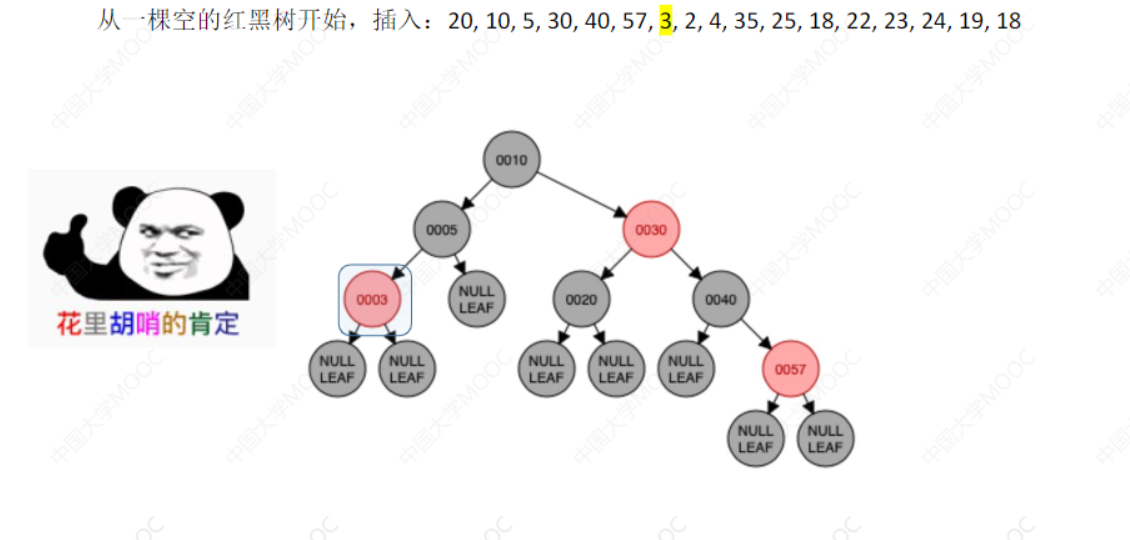 从一棵空的红黑树开始，插入：20, 10, 5, 30, 40, 57, 3, 2, 4, 35, 25, 18, 22, 23, 24, 19, 18
0010
0005
0030
0003
NULL
LEAF
0020
0040
NULL
LEAF
NULL
LEAF
NULL
LEAF
NULL
LEAF
NULL
LEAF
0057
NULL
LEAF
NULL
LEAF
花里胡哨的肯定
中国大学MOOC